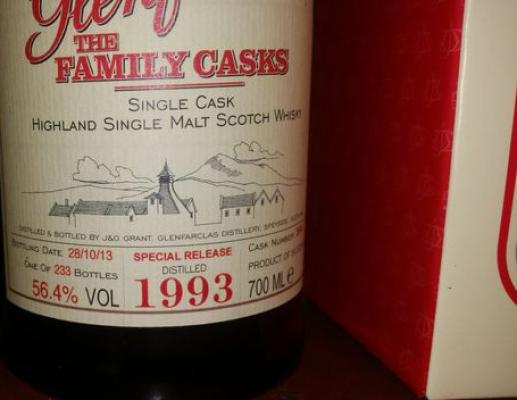 THE
FAMILY CASKS
SINGLE CASK
HIGHLAND SINGLE MALT SCOTCH WHISKY
DISTILLED & BOTTLED BY J&G GRANT, GLENFARCLAS DISTILLERY, SPEYSIDE,
BOTTLING DATE 28/10/13
ONE OF 233 BOTTLES
56.4% VOL
SPECIAL RELEASE
DISTILLED
1993
CASK NUMBER
PRODUCT OF
700 ML e